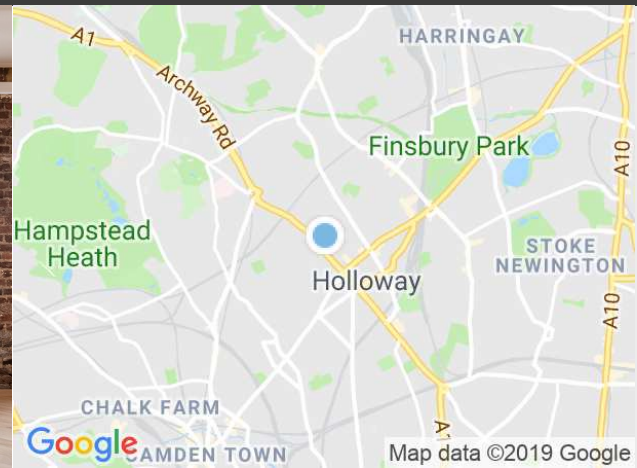 A1
HARRINGAY
Archway Rd
Finsbury Park
A10
Hampstead
Heath
STOKE
NEWINGTON
Holloway
A10
CHALK FARM
Google
CAMDEN TOWN
Map data ©2019 Google